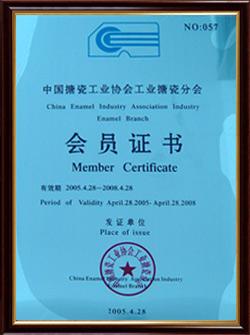 NO:057
中国搪瓷工业协会工业搪瓷分会
China Enamel Industry Association Industry
Enamel Branch
会员证书
Member Certificate
有效期 2005.4.28—2008.4.28
Period of Validity April.28.2005- April.28.2008
发证单位
Place of issue
China Enamel Industry Association Industry
Enamel Branch
2005.4.28